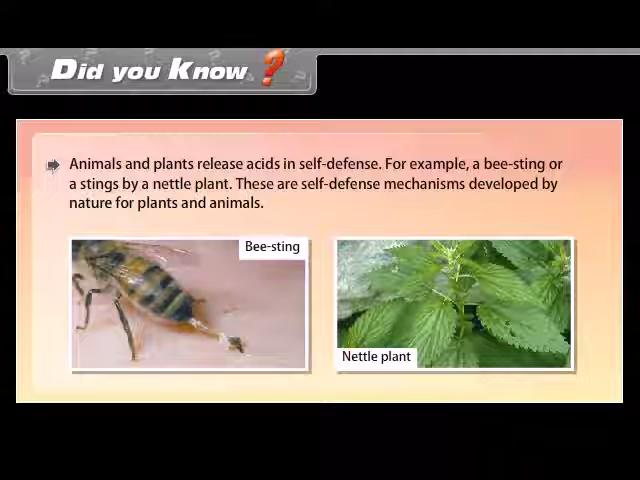 Did you Know ?
Animals and plants release acids in self-defense. For example, a bee-sting or
a stings by a nettle plant. These are self-defense mechanisms developed by
nature for plants and animals.
Bee-sting
Nettle plant